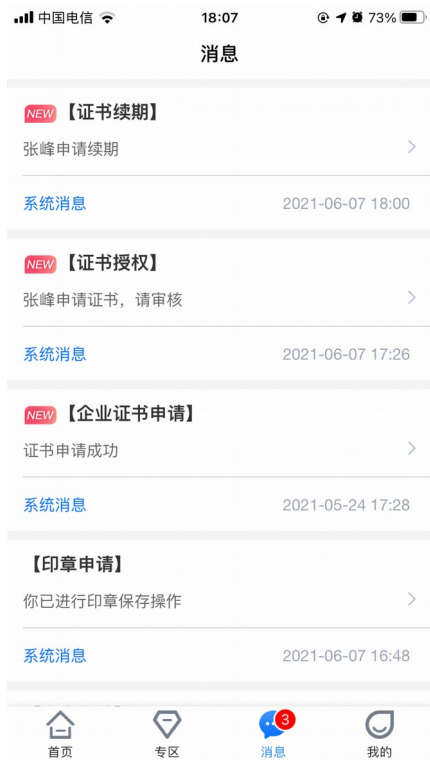 中国电信 18:07 73%
消息
NEW 【证书续期】
张峰申请续期
系统消息 2021-06-07 18:00
NEW 【证书授权】
张峰申请证书，请审核
系统消息 2021-06-07 17:26
NEW 【企业证书申请】
证书申请成功
系统消息 2021-05-24 17:28
【印章申请】
你已进行印章保存操作
系统消息 2021-06-07 16:48
3
首页 专区 消息 我的